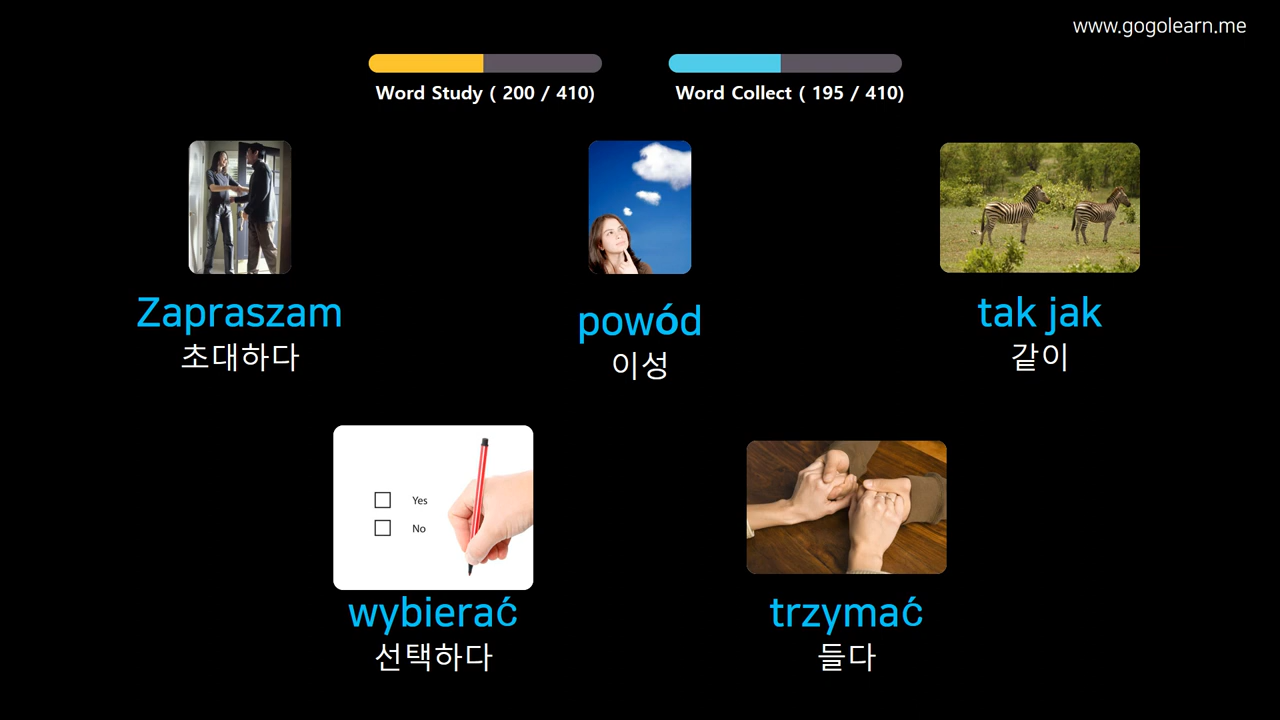 www.gogolearn.me
Word Study ( 200 / 410)
Word Collect ( 195 / 410)
Zapraszam
초대하다
powód
이성
tak jak
같이
Yes
No
wybierać
선택하다
trzymać
들다